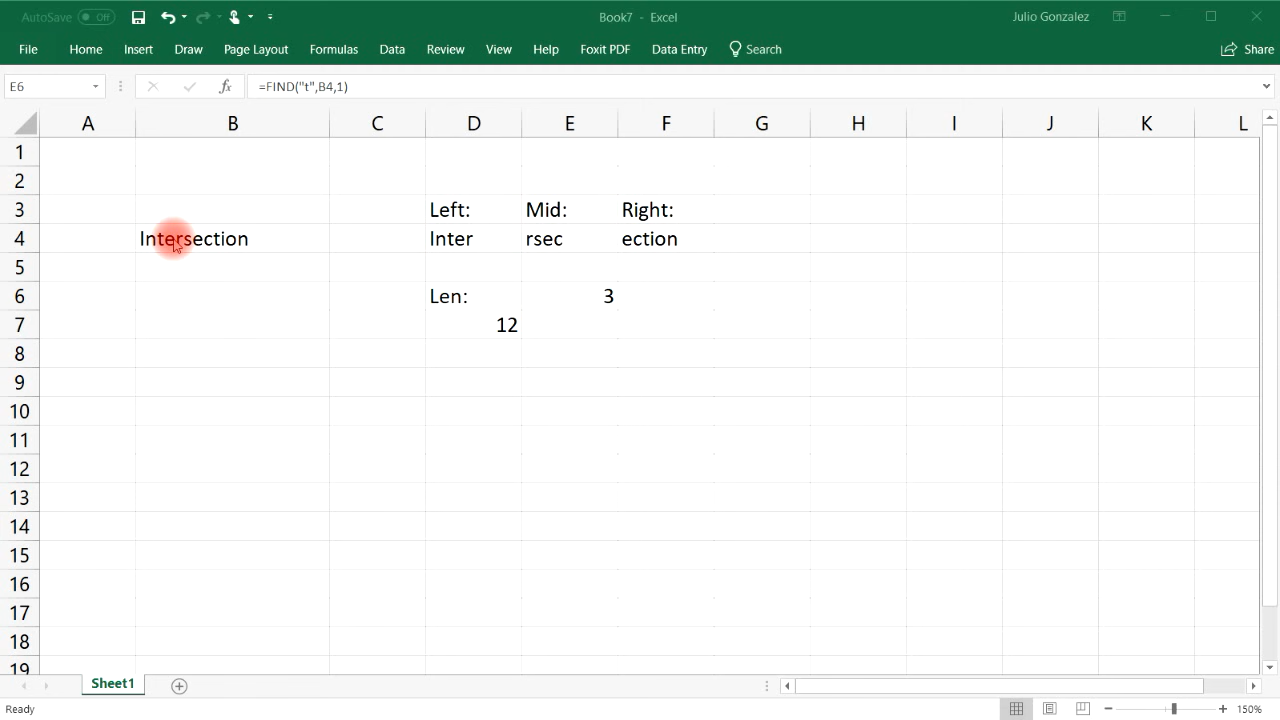 AutoSave Off Book7 - Excel Julio Gonzalez
File Home Insert Draw Page Layout Formulas Data Review View Help Foxit PDF Data Entry Search Share
E6 fx =FIND("t",B4,1)
A B C D E F G H I J K L
1
2
3 Left: Mid: Right:
4 Intersection Inter rsec ection
5
6 Len: 3
7 12
8
9
10
11
12
13
14
15
16
17
18
19
Sheet1
Ready 150%